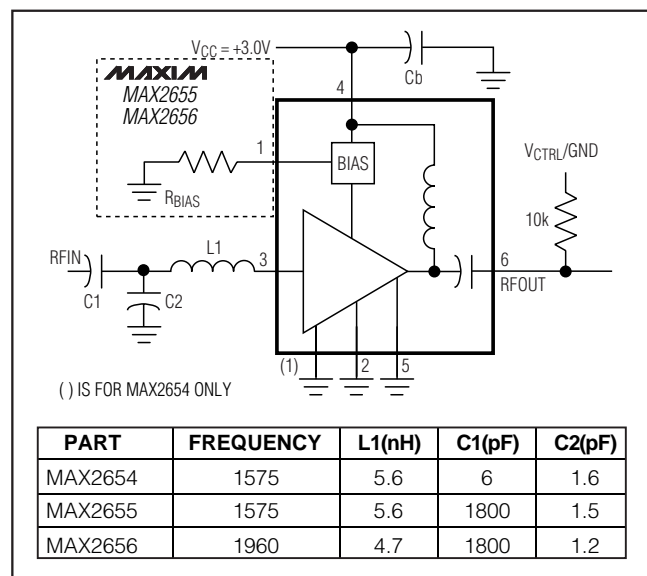 VCC = +3.0V
Cb
MAXIM
4
MAX2655
MAX2656
VCTRL/GND
1
BIAS
RBIAS
10k
RFIN
L1
3
6
C1
C2
RFOUT
(1)
2
5
( ) IS FOR MAX2654 ONLY
PART FREQUENCY L1(nH) C1(pF) C2(pF)
MAX2654 1575 5.6 6 1.6
MAX2655 1575 5.6 1800 1.5
MAX2656 1960 4.7 1800 1.2